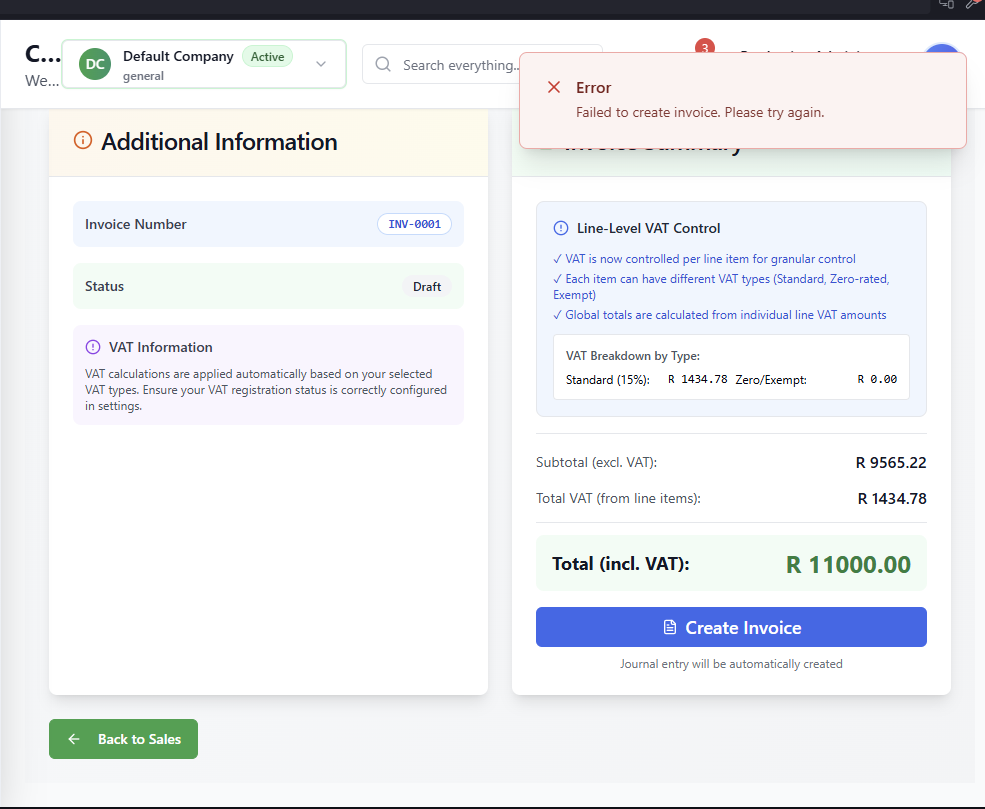 C...
We...
DC
Default Company
Active
general
Search everything..
3
Error
Failed to create invoice. Please try again.
Additional Information
Invoice Summary
Invoice Number
INV-0001
Status
Draft
VAT Information
VAT calculations are applied automatically based on your selected
VAT types. Ensure your VAT registration status is correctly configured
in settings.
Line-Level VAT Control
✓ VAT is now controlled per line item for granular control
✓ Each item can have different VAT types (Standard, Zero-rated,
Exempt)
✓ Global totals are calculated from individual line VAT amounts
VAT Breakdown by Type:
Standard (15%): R 1434.78 Zero/Exempt: R 0.00
Subtotal (excl. VAT): R 9565.22
Total VAT (from line items): R 1434.78
Total (incl. VAT): R 11000.00
Create Invoice
Journal entry will be automatically created
Back to Sales